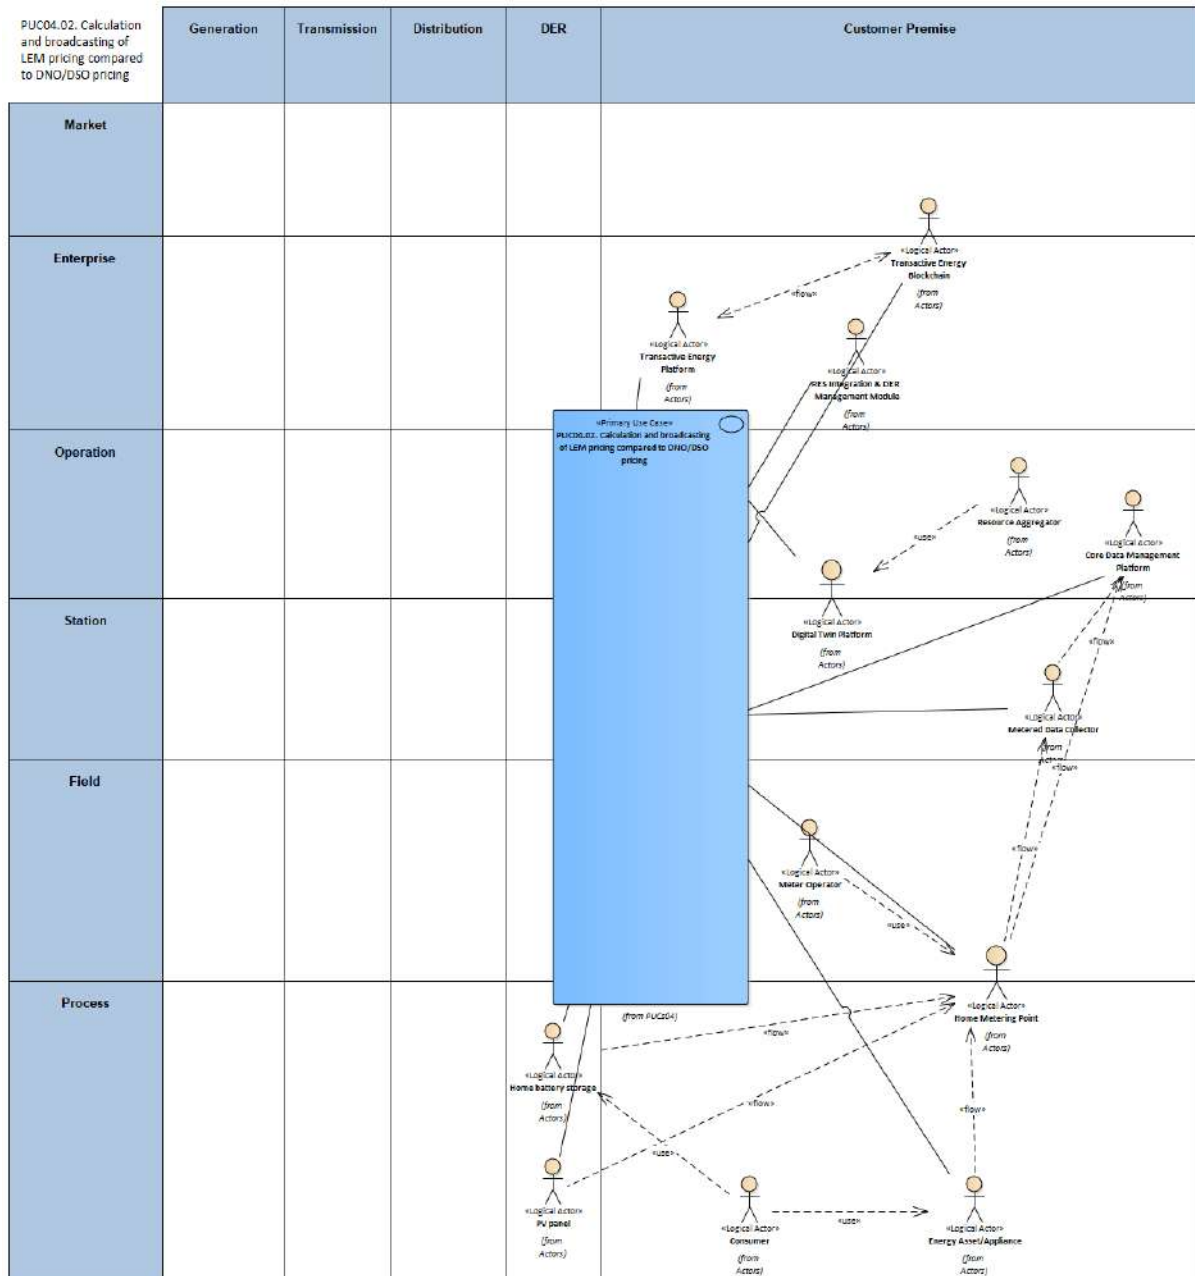 PUC04.02. Calculation
and broadcasting of
LEM pricing compared
to DNO/DSO pricing
Generation
Transmission
Distribution
DER
Customer Premise
Market
Enterprise
«Logical Actor»
Transactive Energy
Blockchain
(from
Actors)
«flow»
«Logical Actor»
Transactive Energy
Platform
(from
Actors)
«Logical Actor»
RES Integration & DER
Management Module
(from
Actors)
«Primary Use Case»
PUC04.02. Calculation and broadcasting
of LEM pricing compared to DNO/DSO
pricing
Operation
«Logical Actor»
Resource Aggregator
(from
Actors)
«use»
«Logical Actor»
Core Data Management
Platform
(from
Actors)
Station
«Logical Actor»
Digital Twin Platform
(from
Actors)
«flow»
«Logical Actor»
Metered Data Collector
(from
Actors)
«flow»
Field
«flow»
«Logical Actor»
Meter Operator
(from
Actors)
«use»
Process
«Logical Actor»
Home Metering Point
(from
Actors)
(from PUCs04)
«flow»
«Logical Actor»
Home battery storage
(from
Actors)
«flow»
«flow»
«use»
«Logical Actor»
PV panel
(from
Actors)
«Logical Actor»
Consumer
(from
Actors)
«use»
«Logical Actor»
Energy Asset/Appliance
(from
Actors)